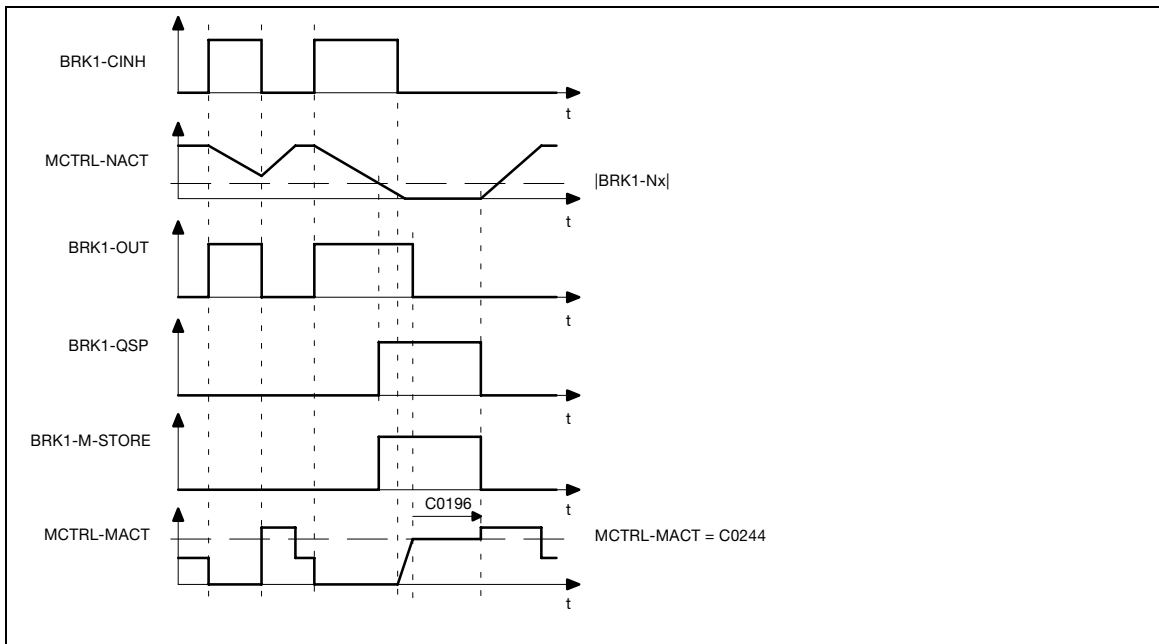 BRK1-CINH
t
MCTRL-NACT
|BRK1-Nx|
t
BRK1-OUT
t
BRK1-QSP
t
BRK1-M-STORE
t
C0196
MCTRL-MACT
MCTRL-MACT = C0244
t